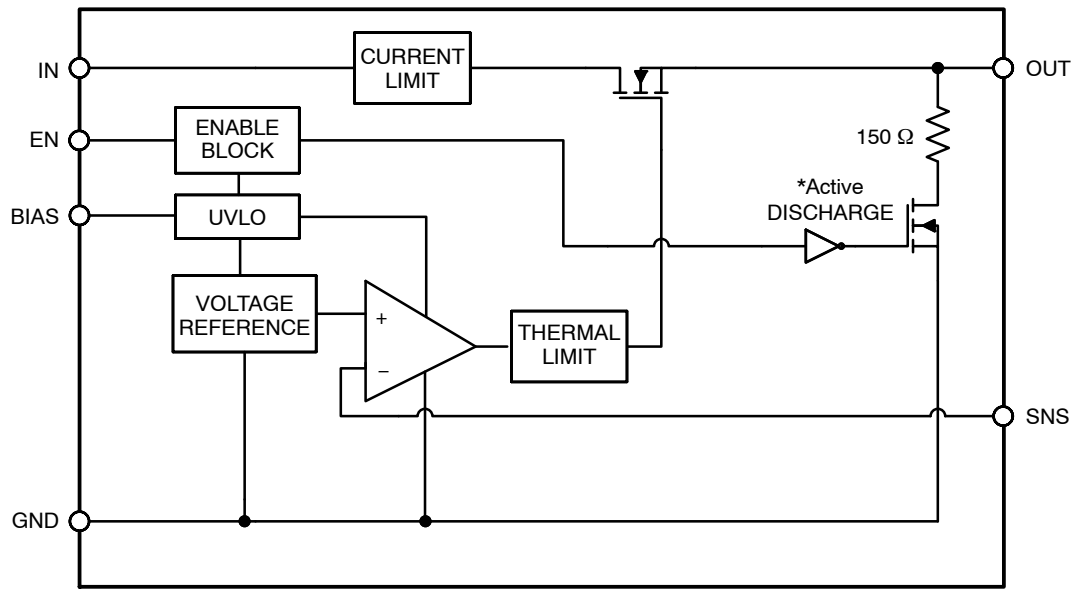 IN
CURRENT
LIMIT
OUT
EN
ENABLE
BLOCK
150 Ω
*Active
DISCHARGE
BIAS
UVLO
VOLTAGE
REFERENCE
+
−
THERMAL
LIMIT
SNS
GND